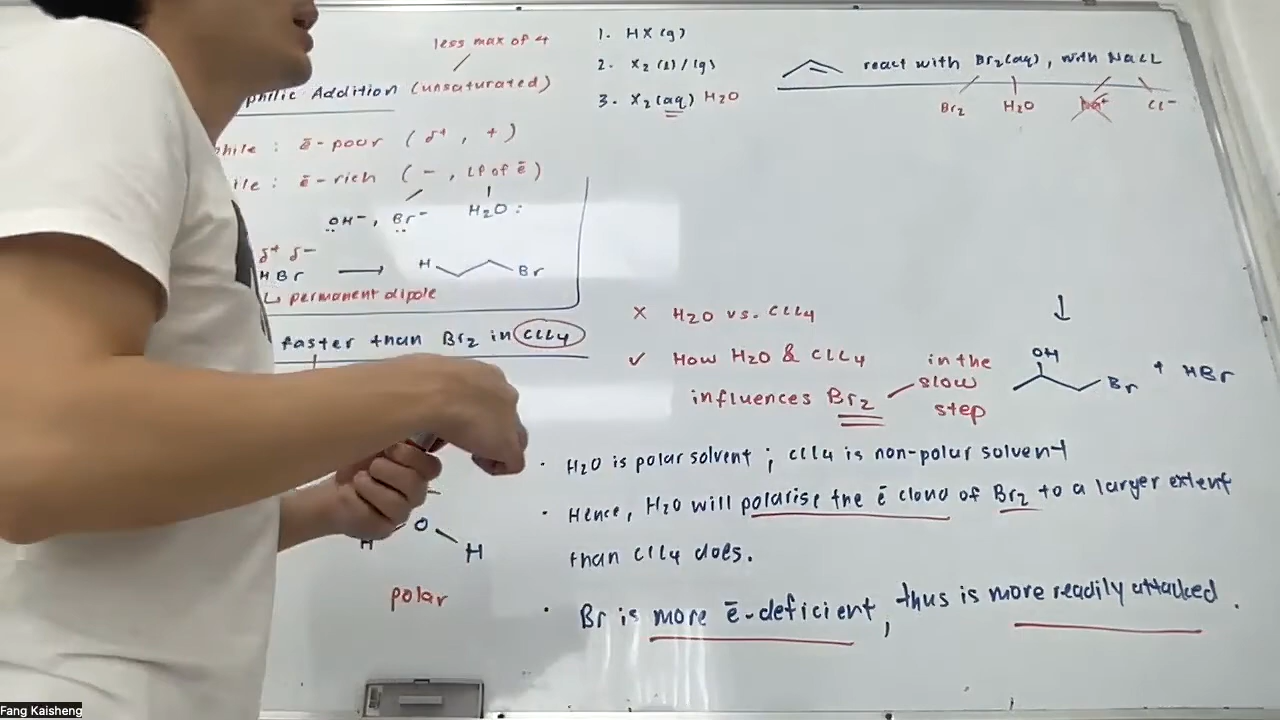 less max of 4
philic Addition (unsaturated)
phile : ē-poor ( δ+ , + )
ile : ē-rich ( - , LP of ē )
OH⁻, Br⁻ H₂O :
δ+ δ-
H Br → H Br
↳ permanent dipole
faster than Br₂ in CCl₄
O
H H
polar
1. HX (g)
2. X₂ (l) / (g)
3. X₂ (aq) H₂O
react with Br₂(aq), with NaCl
Br₂ H₂O Na⁺ Cl⁻
✗ H₂O vs. CCl₄
✓ How H₂O & CCl₄
influences Br₂
in the
slow
step
↓
OH
Br + HBr
· H₂O is polar solvent ; CCl₄ is non-polar solvent
· Hence, H₂O will polarise the ē cloud of Br₂ to a larger extent
than CCl₄ does.
· Br is more ē-deficient, thus is more readily attacked.
Fang Kaisheng